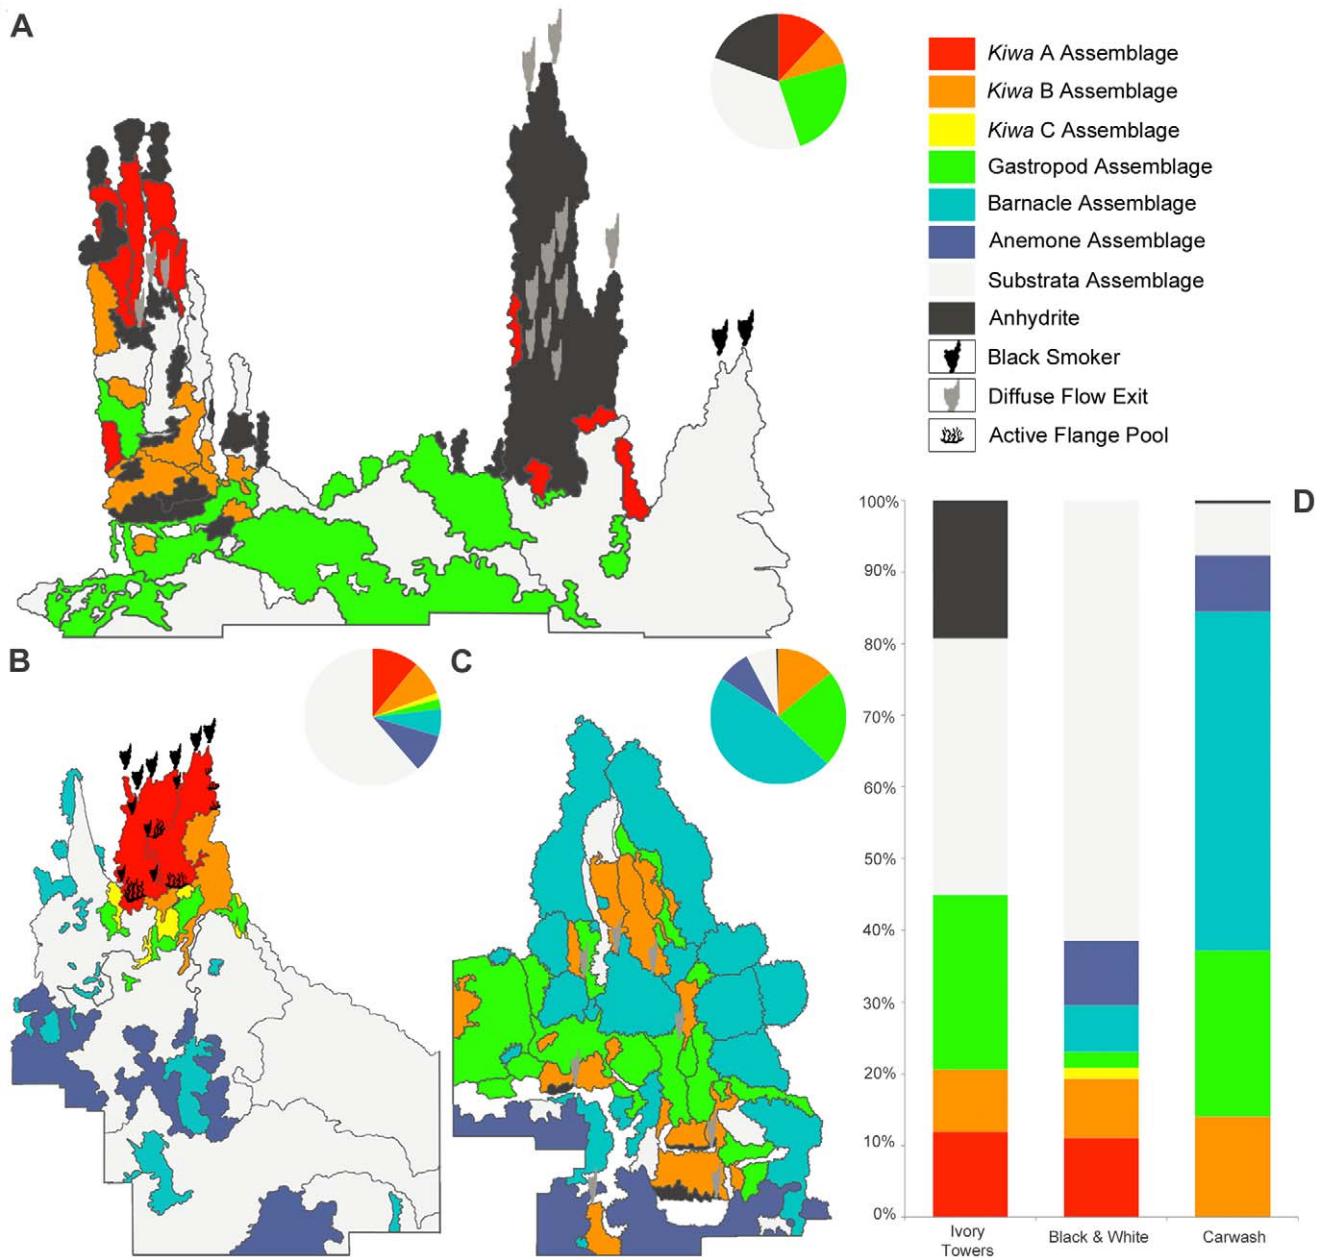 A
Kiwa A Assemblage
Kiwa B Assemblage
Kiwa C Assemblage
Gastropod Assemblage
Barnacle Assemblage
Anemone Assemblage
Substrata Assemblage
Anhydrite
Black Smoker
Diffuse Flow Exit
Active Flange Pool
B
C
D
100%
90%
80%
70%
60%
50%
40%
30%
20%
10%
0%
Ivory
Towers
Black & White
Carwash